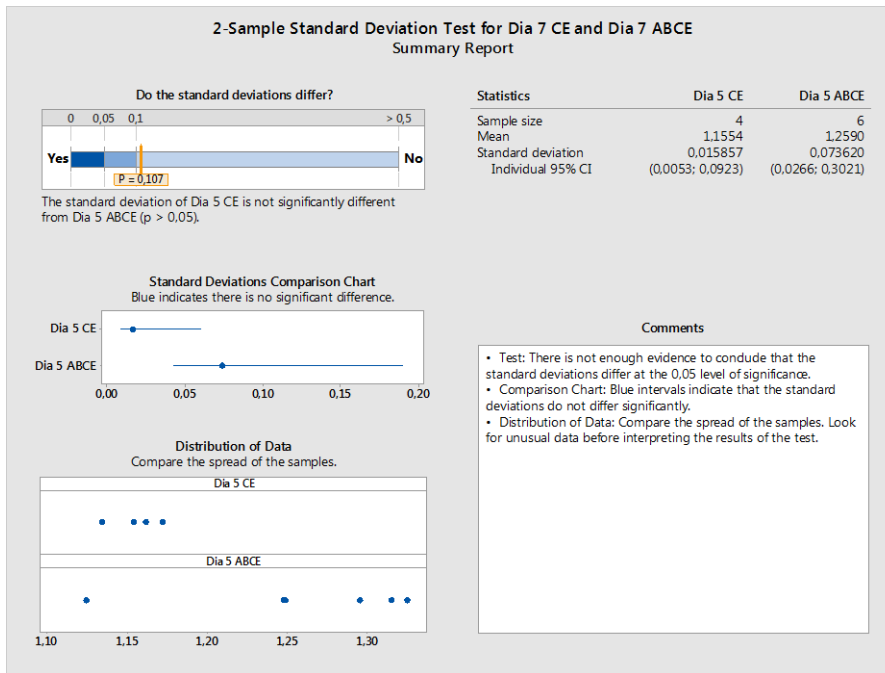 2-Sample Standard Deviation Test for Dia 7 CE and Dia 7 ABCE
Summary Report
Do the standard deviations differ?
0 0,05 0,1 > 0,5
Yes No
P = 0,107
The standard deviation of Dia 5 CE is not significantly different
from Dia 5 ABCE (p > 0,05).
Statistics Dia 5 CE Dia 5 ABCE
Sample size 4 6
Mean 1,1554 1,2590
Standard deviation 0,015857 0,073620
Individual 95% CI (0,0053; 0,0923) (0,0266; 0,3021)
Standard Deviations Comparison Chart
Blue indicates there is no significant difference.
Dia 5 CE
Dia 5 ABCE
0,00 0,05 0,10 0,15 0,20
Distribution of Data
Compare the spread of the samples.
Dia 5 CE
Dia 5 ABCE
1,10 1,15 1,20 1,25 1,30
Comments
• Test: There is not enough evidence to conclude that the
standard deviations differ at the 0,05 level of significance.
• Comparison Chart: Blue intervals indicate that the standard
deviations do not differ significantly.
• Distribution of Data: Compare the spread of the samples. Look
for unusual data before interpreting the results of the test.